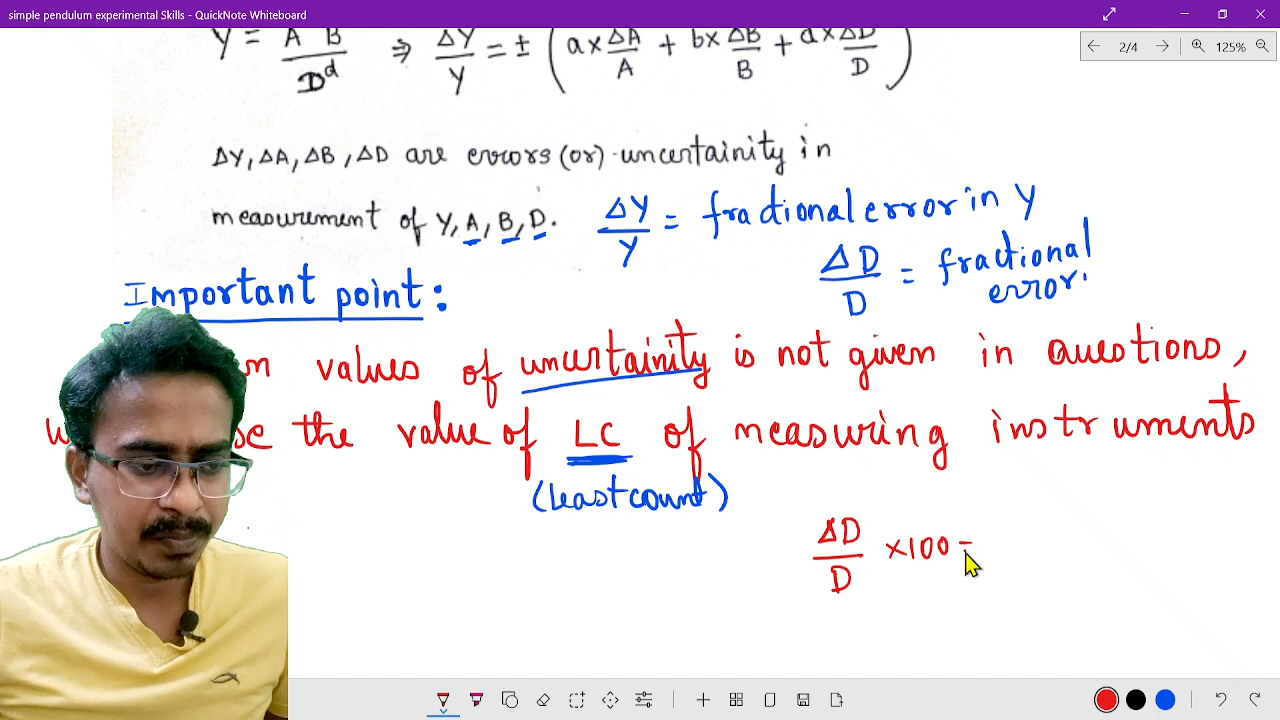 simple pendulum experimental Skills - QuickNote Whiteboard
2/4
125%
Y = A B / D^d ⇒ ΔY/Y = ± (a×ΔA/A + b×ΔB/B + a×ΔD/D)
ΔY, ΔA, ΔB, ΔD are errors (or) uncertainity in
measurement of Y, A, B, D.
ΔY/Y = fractional error in Y
ΔD/D = fractional
error.
Important point:
values of uncertainity is not given in questions,
the value of LC of measuring instruments
(least count)
ΔD/D ×100 =